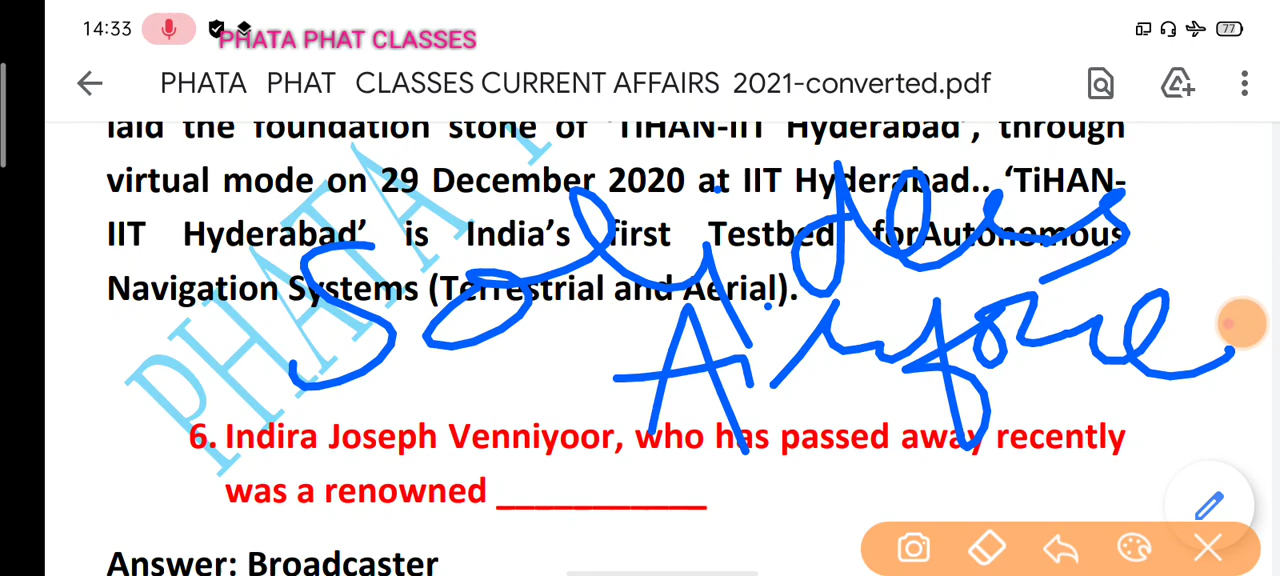 14:33
PHATA PHAT CLASSES
77
PHATA PHAT CLASSES CURRENT AFFAIRS 2021-converted.pdf
laid the foundation stone of 'TiHAN-IIT Hyderabad', through
virtual mode on 29 December 2020 at IIT Hyderabad.. 'TiHAN-
IIT Hyderabad' is India's first Testbed forAutonomous
Navigation Systems (Terrestrial and Aerial).
PHATA
Airforce
6. Indira Joseph Venniyoor, who has passed away recently
was a renowned ___________
Answer: Broadcaster